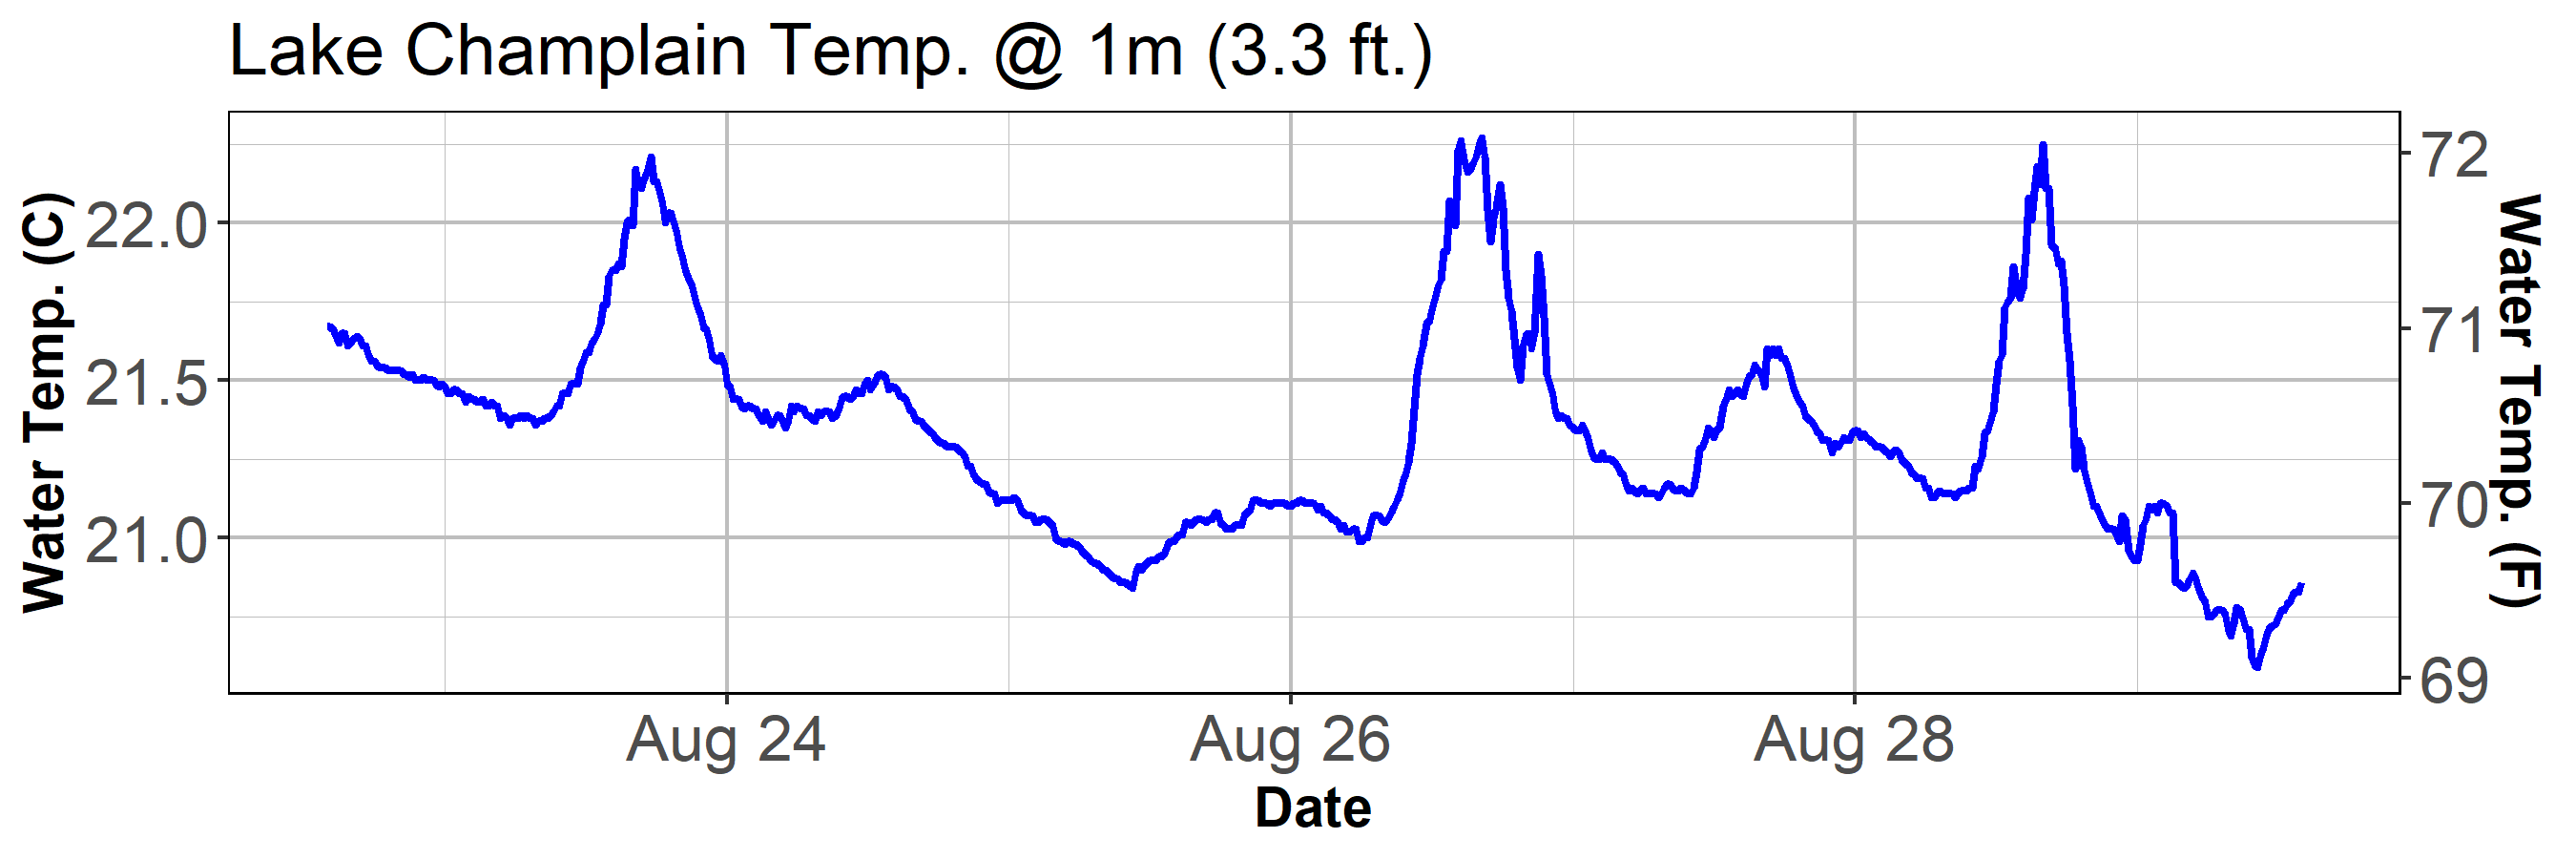 Lake Champlain Temp. @ 1m (3.3 ft.)
Water Temp. (C)
22.0
21.5
21.0
72
71
70
69
Water Temp. (F)
Aug 24 Aug 26 Aug 28
Date